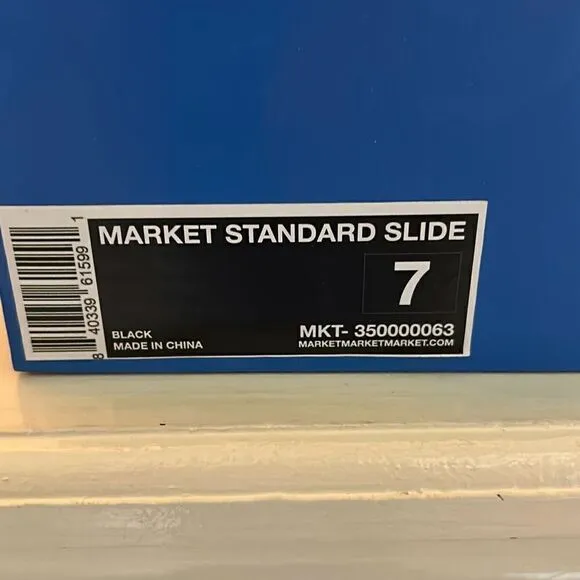 MARKET STANDARD SLIDE
7
BLACK
MADE IN CHINA
MKT- 350000063
MARKETMARKETMARKET.COM
8 40339 61599 1